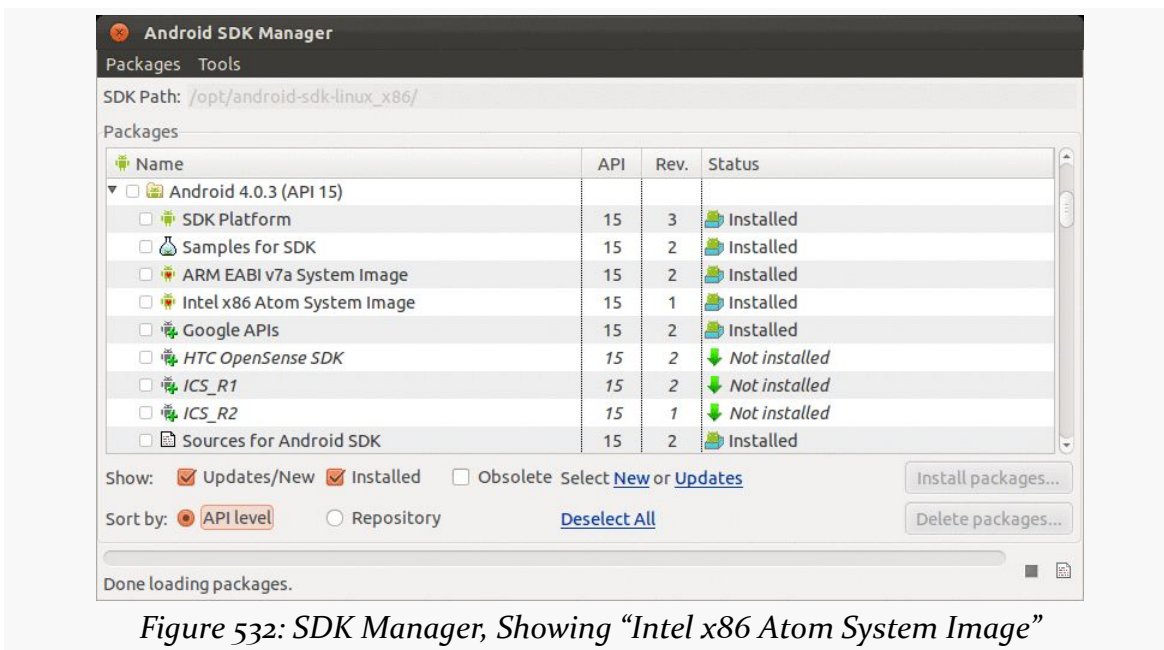 Android SDK Manager
Packages Tools
SDK Path: /opt/android-sdk-linux_x86/
Packages
Name API Rev. Status
Android 4.0.3 (API 15)
SDK Platform 15 3 Installed
Samples for SDK 15 2 Installed
ARM EABI v7a System Image 15 2 Installed
Intel x86 Atom System Image 15 1 Installed
Google APIs 15 2 Installed
HTC OpenSense SDK 15 2 Not installed
ICS_R1 15 2 Not installed
ICS_R2 15 1 Not installed
Sources for Android SDK 15 2 Installed
Show: Updates/New Installed Obsolete Select New or Updates Install packages...
Sort by: API level Repository Deselect All Delete packages...
Done loading packages.
Figure 532: SDK Manager, Showing “Intel x86 Atom System Image”